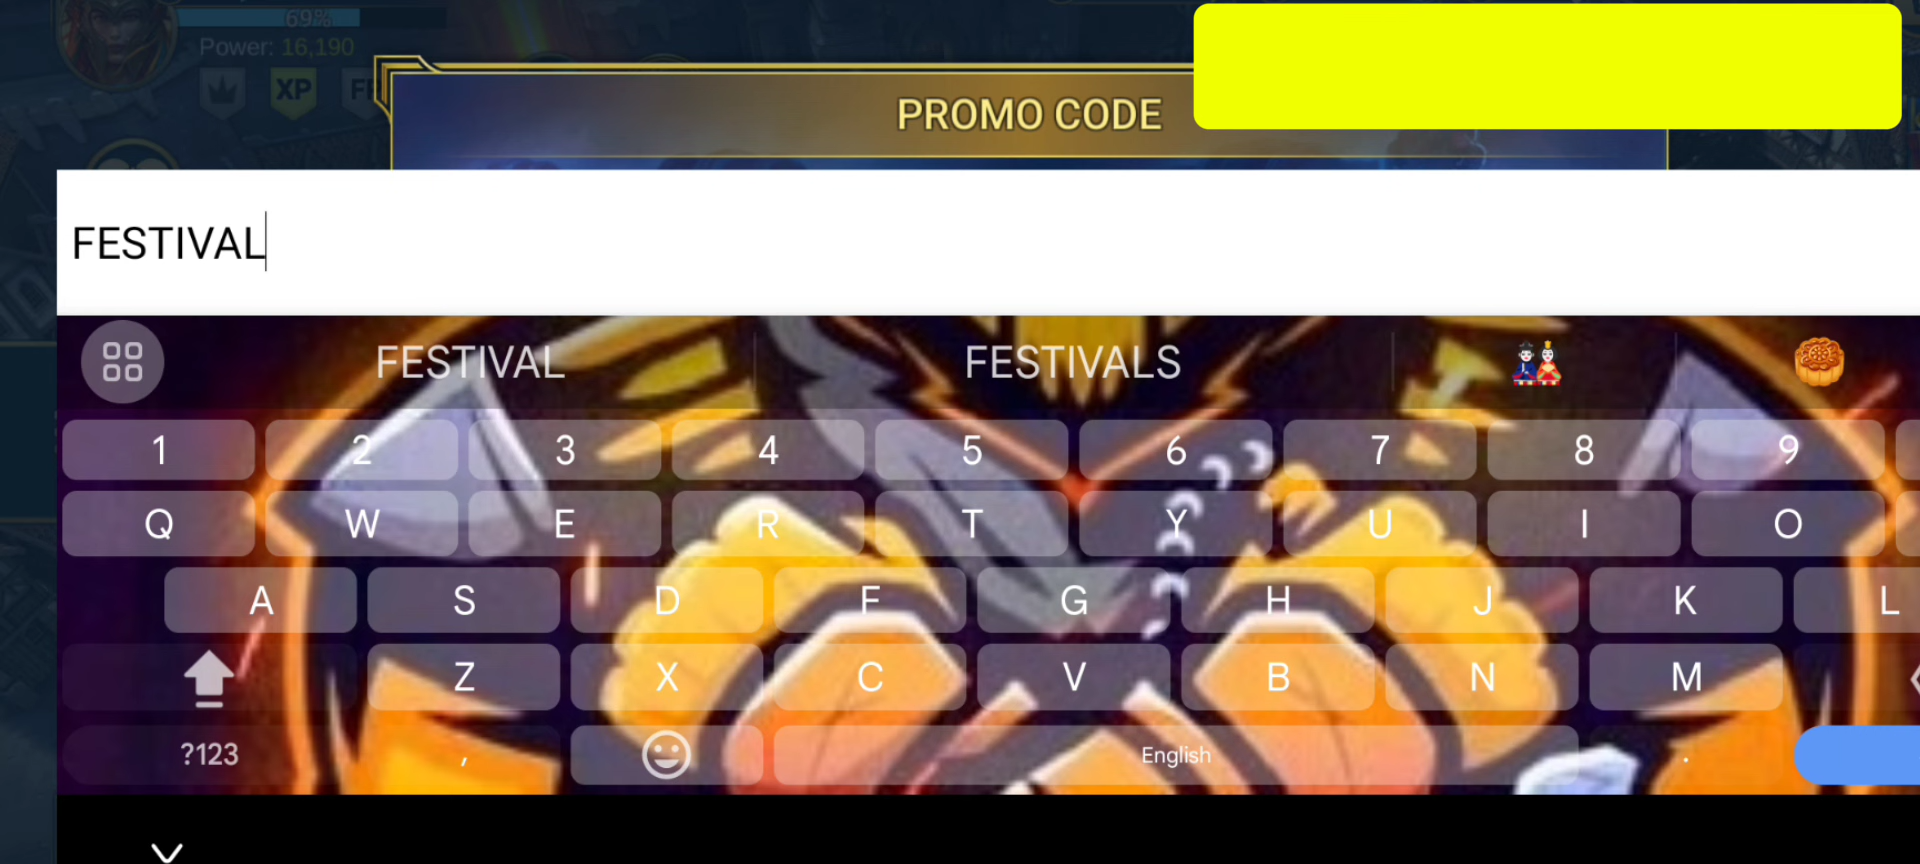 69%
Power: 16,190
XP
PROMO CODE
FESTIVAL
FESTIVAL FESTIVALS
1 2 3 4 5 6 7 8 9
Q W E R T Y U I O
A S D F G H J K L
Z X C V B N M
?123 , English .